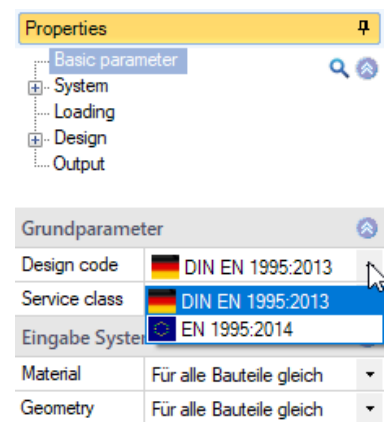 Properties
Basic parameter
System
Loading
Design
Output
Grundparameter
Design code DIN EN 1995:2013
Service class DIN EN 1995:2013
EN 1995:2014
Eingabe
Material Für alle Bauteile gleich
Geometry Für alle Bauteile gleich